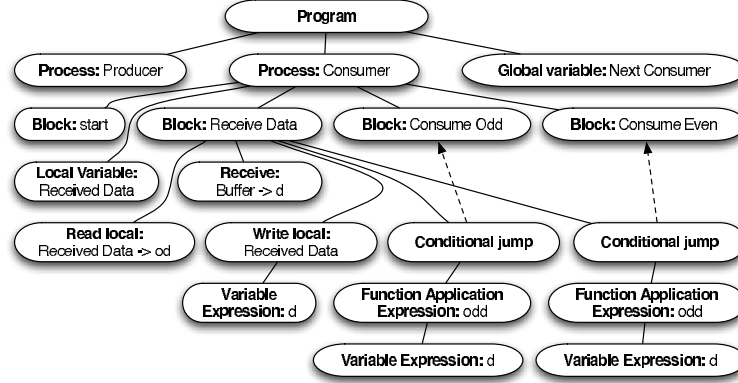 Program
Process: Producer
Process: Consumer
Global variable: Next Consumer
Block: start
Block: Receive Data
Block: Consume Odd
Block: Consume Even
Local Variable:
Received Data
Receive:
Buffer -> d
Read local:
Received Data -> od
Write local:
Received Data
Conditional jump
Conditional jump
Variable
Expression: d
Function Application
Expression: odd
Function Application
Expression: odd
Variable Expression: d
Variable Expression: d